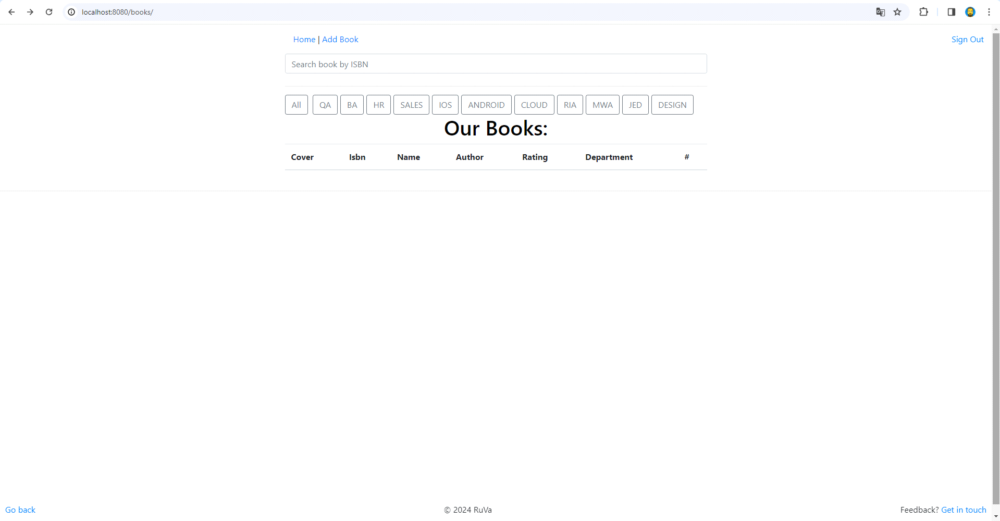 localhost:8080/books/
Home | Add Book
Sign Out
Search book by ISBN
All QA BA HR SALES IOS ANDROID CLOUD RIA MWA JED DESIGN
Our Books:
Cover Isbn Name Author Rating Department #
Go back
© 2024 RuVa
Feedback? Get in touch